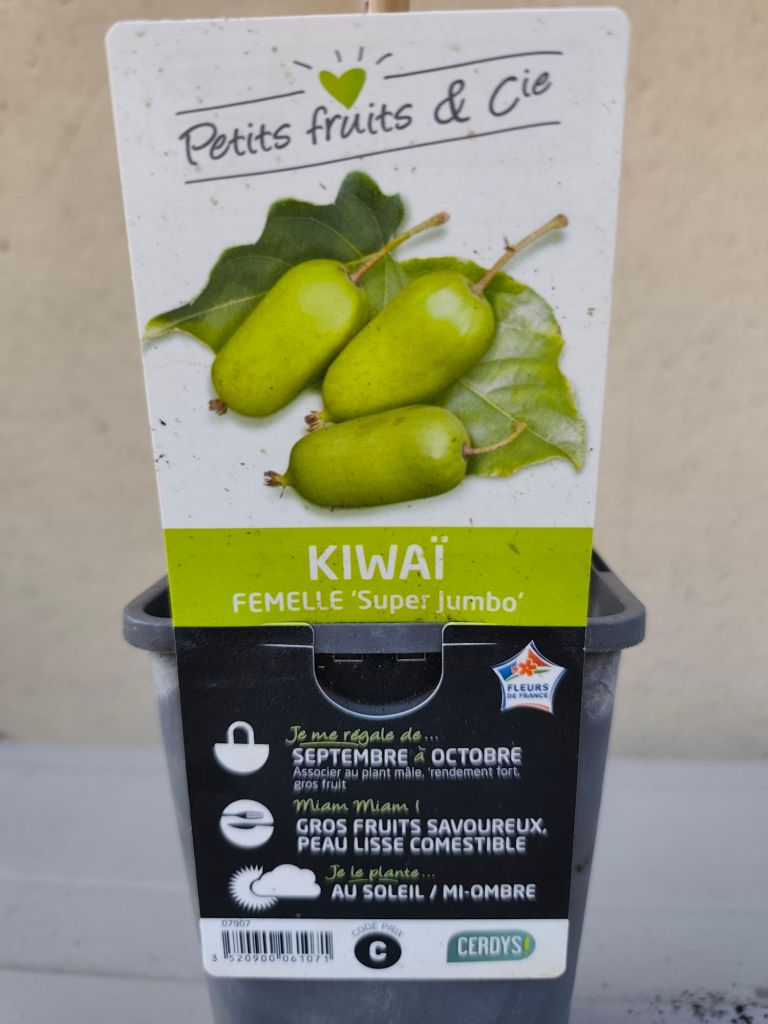 Petits fruits & Cie
KIWAÏ
FEMELLE 'Super jumbo'
FLEURS
DE FRANCE
Je me régale de...
SEPTEMBRE à OCTOBRE
Associer au plant mâle, 'rendement fort,
gros fruit
Miam Miam !
GROS FRUITS SAVOUREUX,
PEAU LISSE COMESTIBLE
Je le plante...
AU SOLEIL / MI-OMBRE
07907
3 520900 061071
CODE PRIX
C
CERDYS